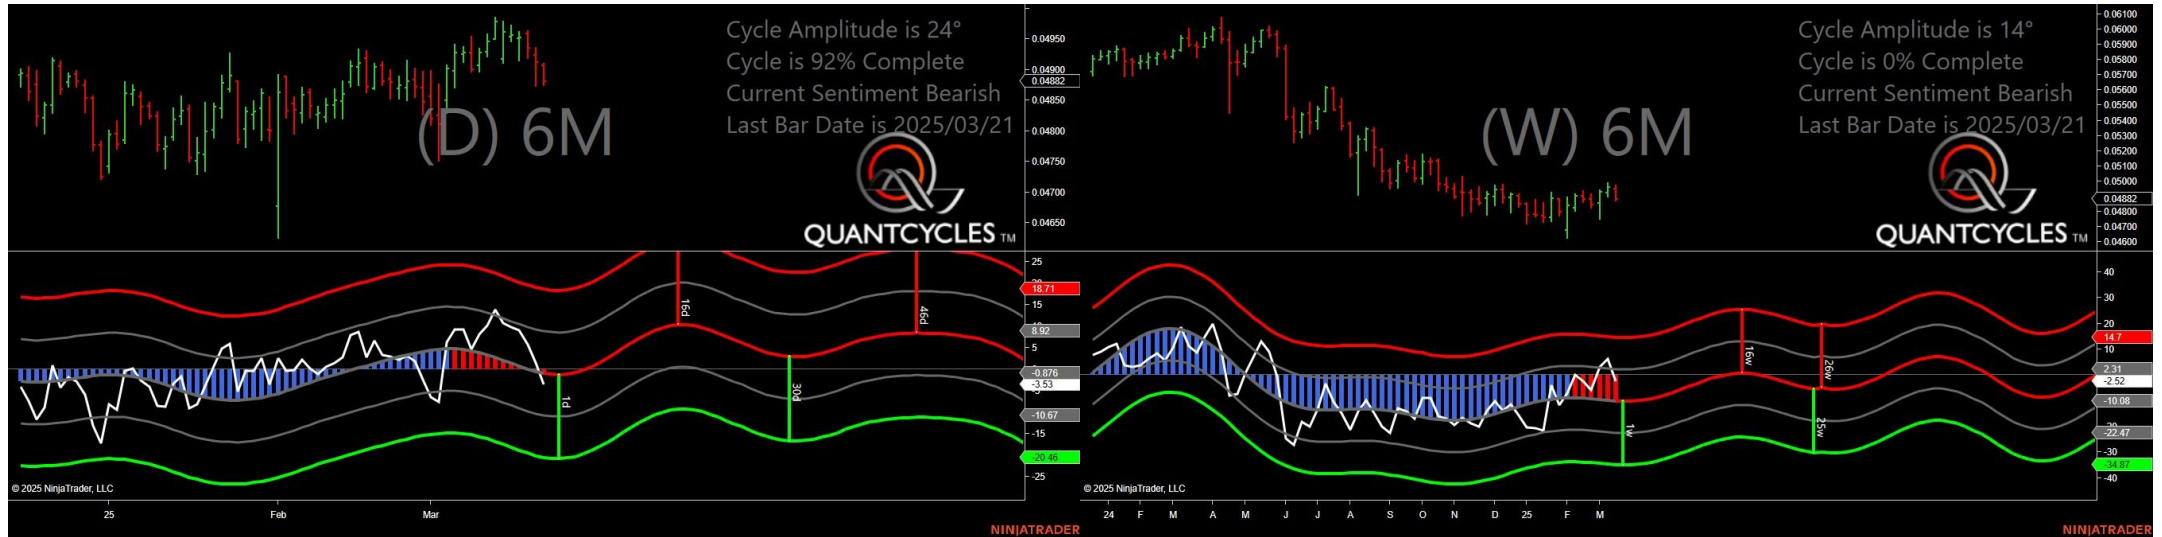 Cycle Amplitude is 24°
Cycle is 92% Complete
Current Sentiment Bearish
Last Bar Date is 2025/03/21
(D) 6M
QUANTCYCLES TM
0.04950
0.04900
0.04882
0.04850
0.04800
0.04750
0.04700
0.04650
25
18.71
15
8.92
5
-0.876
-3.53
-10.67
-15
-20.46
-25
16d
46d
1d
30d
© 2025 NinjaTrader, LLC
25
Feb
Mar
NINJATRADER
Cycle Amplitude is 14°
Cycle is 0% Complete
Current Sentiment Bearish
Last Bar Date is 2025/03/21
(W) 6M
QUANTCYCLES TM
0.06100
0.06000
0.05900
0.05800
0.05700
0.05600
0.05500
0.05400
0.05300
0.05200
0.05100
0.05000
0.04882
0.04800
0.04700
0.04600
40
30
20
14.7
10
2.31
-2.52
-10.08
-22.47
-30
-34.87
-40
16w
26w
1w
25w
© 2025 NinjaTrader, LLC
24
F
M
A
M
J
J
A
S
O
N
D
25
F
M
NINJATRADER